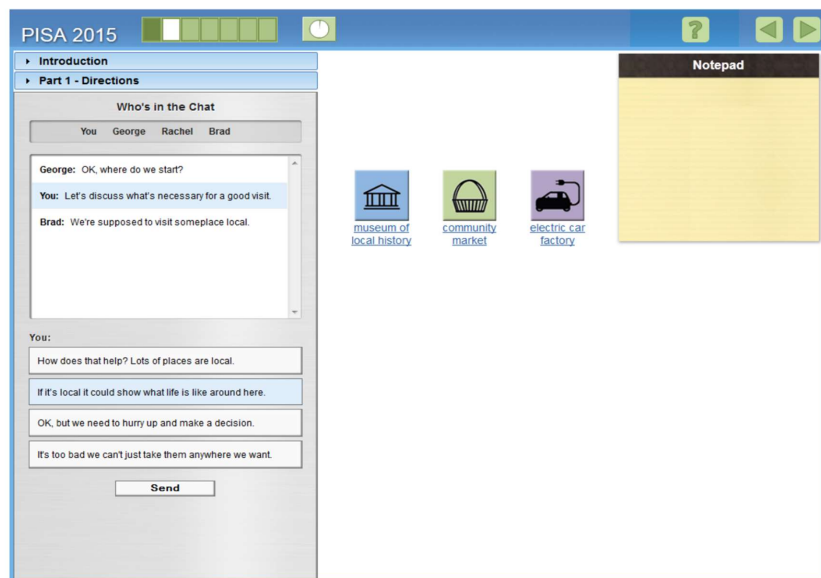 PISA 2015
?
Introduction
Part 1 - Directions
Who's in the Chat
You George Rachel Brad
George: OK, where do we start?
You: Let's discuss what's necessary for a good visit.
Brad: We're supposed to visit someplace local.
You:
How does that help? Lots of places are local.
If it's local it could show what life is like around here.
OK, but we need to hurry up and make a decision.
It's too bad we can't just take them anywhere we want.
Send
museum of
local history
community
market
electric car
factory
Notepad